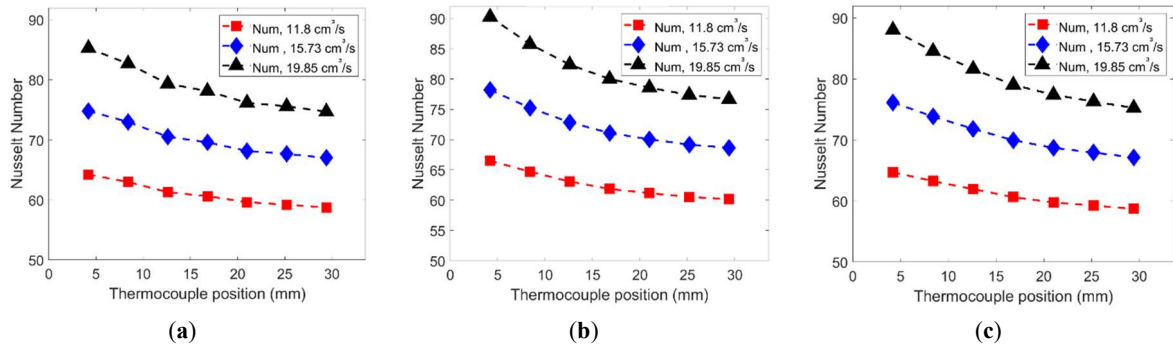 90
80
70
60
50
Nusselt Number
Num, 11.8 cm³/s
Num , 15.73 cm³/s
Num, 19.85 cm³/s
0 5 10 15 20 25 30
Thermocouple position (mm)
(a)
90
85
80
75
70
65
60
55
50
Nusselt Number
Num, 11.8 cm³/s
Num , 15.73 cm³/s
Num, 19.85 cm³/s
0 5 10 15 20 25 30
Thermocouple position (mm)
(b)
90
80
70
60
50
Nusselt Number
Num, 11.8 cm³/s
Num , 15.73 cm³/s
Num, 19.85 cm³/s
0 5 10 15 20 25 30
Thermocouple position (mm)
(c)